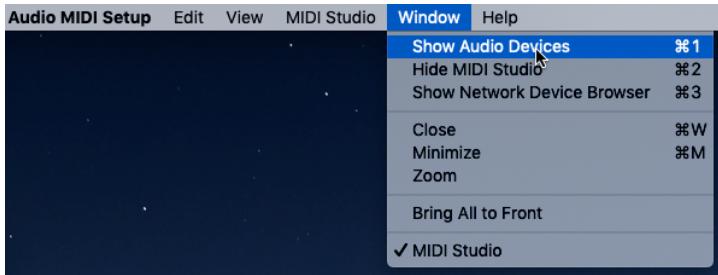 Audio MIDI Setup Edit View MIDI Studio Window Help
Show Audio Devices ⌘1
Hide MIDI Studio ⌘2
Show Network Device Browser ⌘3
Close ⌘W
Minimize ⌘M
Zoom
Bring All to Front
✓ MIDI Studio